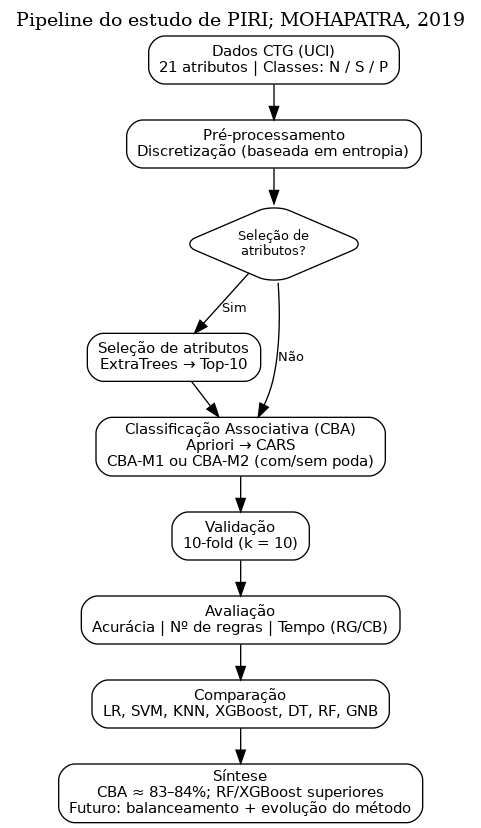 Pipeline do estudo de PIRI; MOHAPATRA, 2019
Dados CTG (UCI)
21 atributos | Classes: N / S / P
Pré-processamento
Discretização (baseada em entropia)
Seleção de
atributos?
Sim
Não
Seleção de atributos
ExtraTrees → Top-10
Classificação Associativa (CBA)
Apriori → CARS
CBA-M1 ou CBA-M2 (com/sem poda)
Validação
10-fold (k = 10)
Avaliação
Acurácia | Nº de regras | Tempo (RG/CB)
Comparação
LR, SVM, KNN, XGBoost, DT, RF, GNB
Síntese
CBA ≈ 83–84%; RF/XGBoost superiores
Futuro: balanceamento + evolução do método